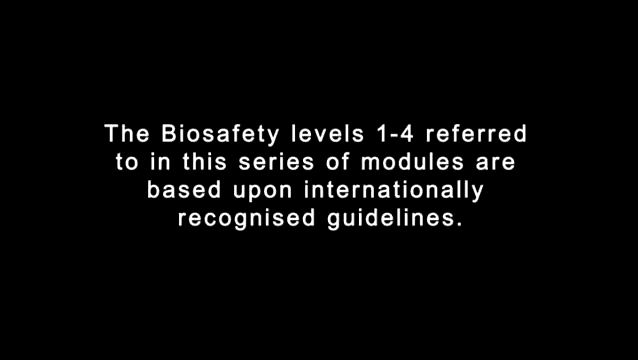 The Biosafety levels 1-4 referred
to in this series of modules are
based upon internationally
recognised guidelines.